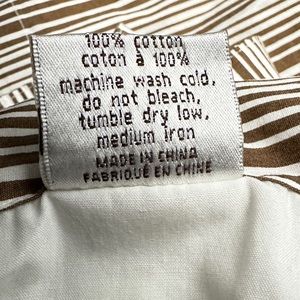 100% cotton
coton à 100%
machine wash cold,
do not bleach,
tumble dry low,
medium iron
MADE IN CHINA
FABRIQUÉ EN CHINE